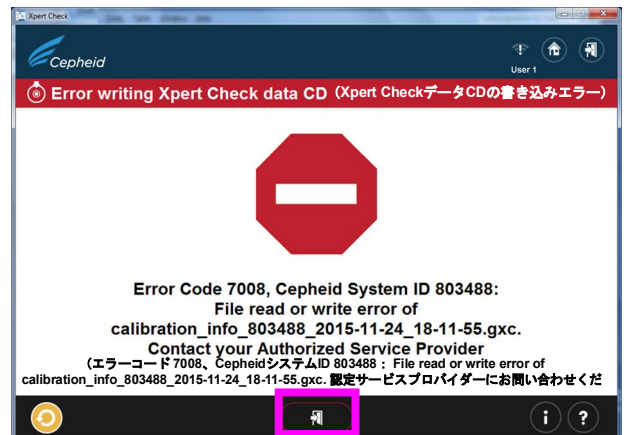 Xpert Check
Cepheid
User 1
Error writing Xpert Check data CD (Xpert CheckデータCDの書き込みエラー)
Error Code 7008, Cepheid System ID 803488:
File read or write error of
calibration_info_803488_2015-11-24_18-11-55.gxc.
Contact your Authorized Service Provider
(エラーコード 7008、CepheidシステムID 803488： File read or write error of
calibration_info_803488_2015-11-24_18-11-55.gxc. 認定サービスプロバイダーにお問い合わせくだ
i ?